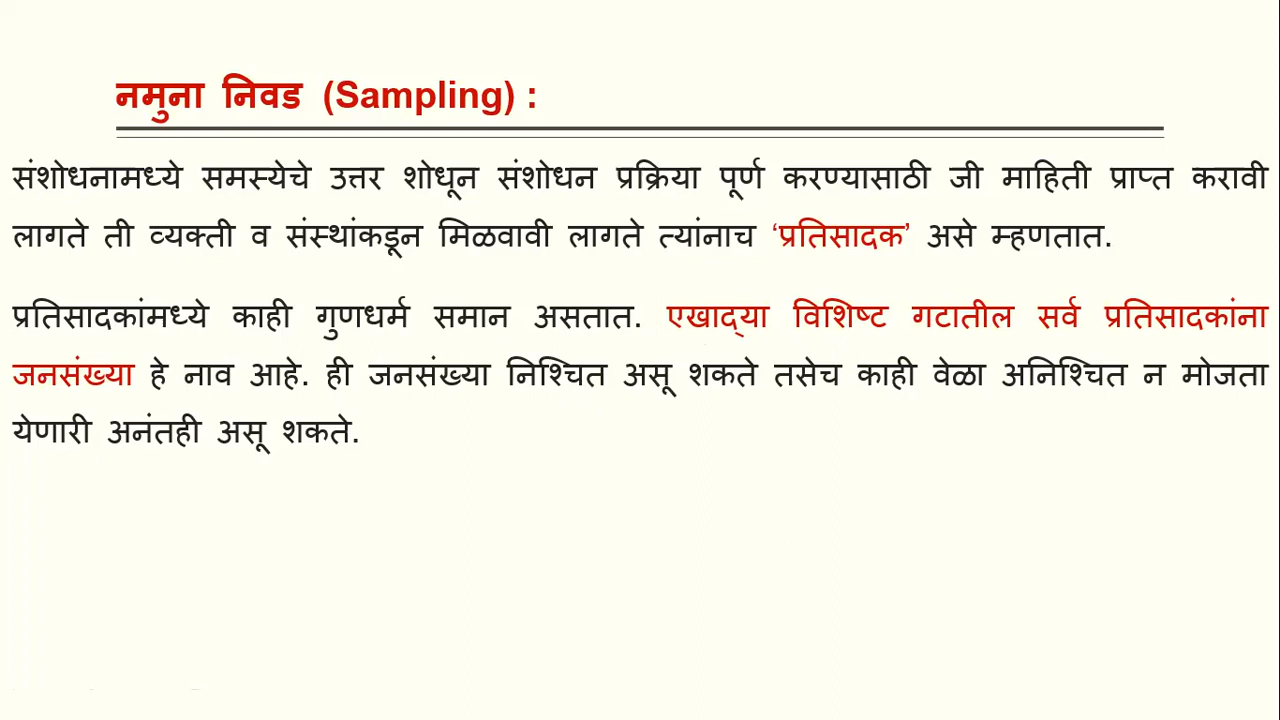 नमुना निवड (Sampling) :
संशोधनामध्ये समस्येचे उत्तर शोधून संशोधन प्रक्रिया पूर्ण करण्यासाठी जी माहिती प्राप्त करावी
लागते ती व्यक्ती व संस्थांकडून मिळवावी लागते त्यांनाच ‘प्रतिसादक’ असे म्हणतात.
प्रतिसादकांमध्ये काही गुणधर्म समान असतात. एखाद्या विशिष्ट गटातील सर्व प्रतिसादकांना
जनसंख्या हे नाव आहे. ही जनसंख्या निश्चित असू शकते तसेच काही वेळा अनिश्चित न मोजता
येणारी अनंतही असू शकते.